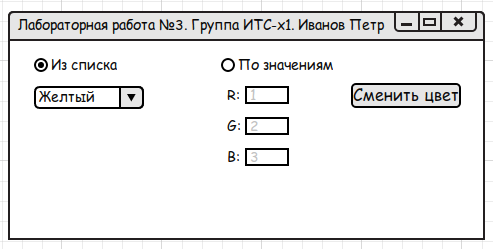 Лабораторная работа №3. Группа ИТС-х1. Иванов Петр
Из списка
По значениям
Желтый
R: 1
Сменить цвет
G: 2
B: 3